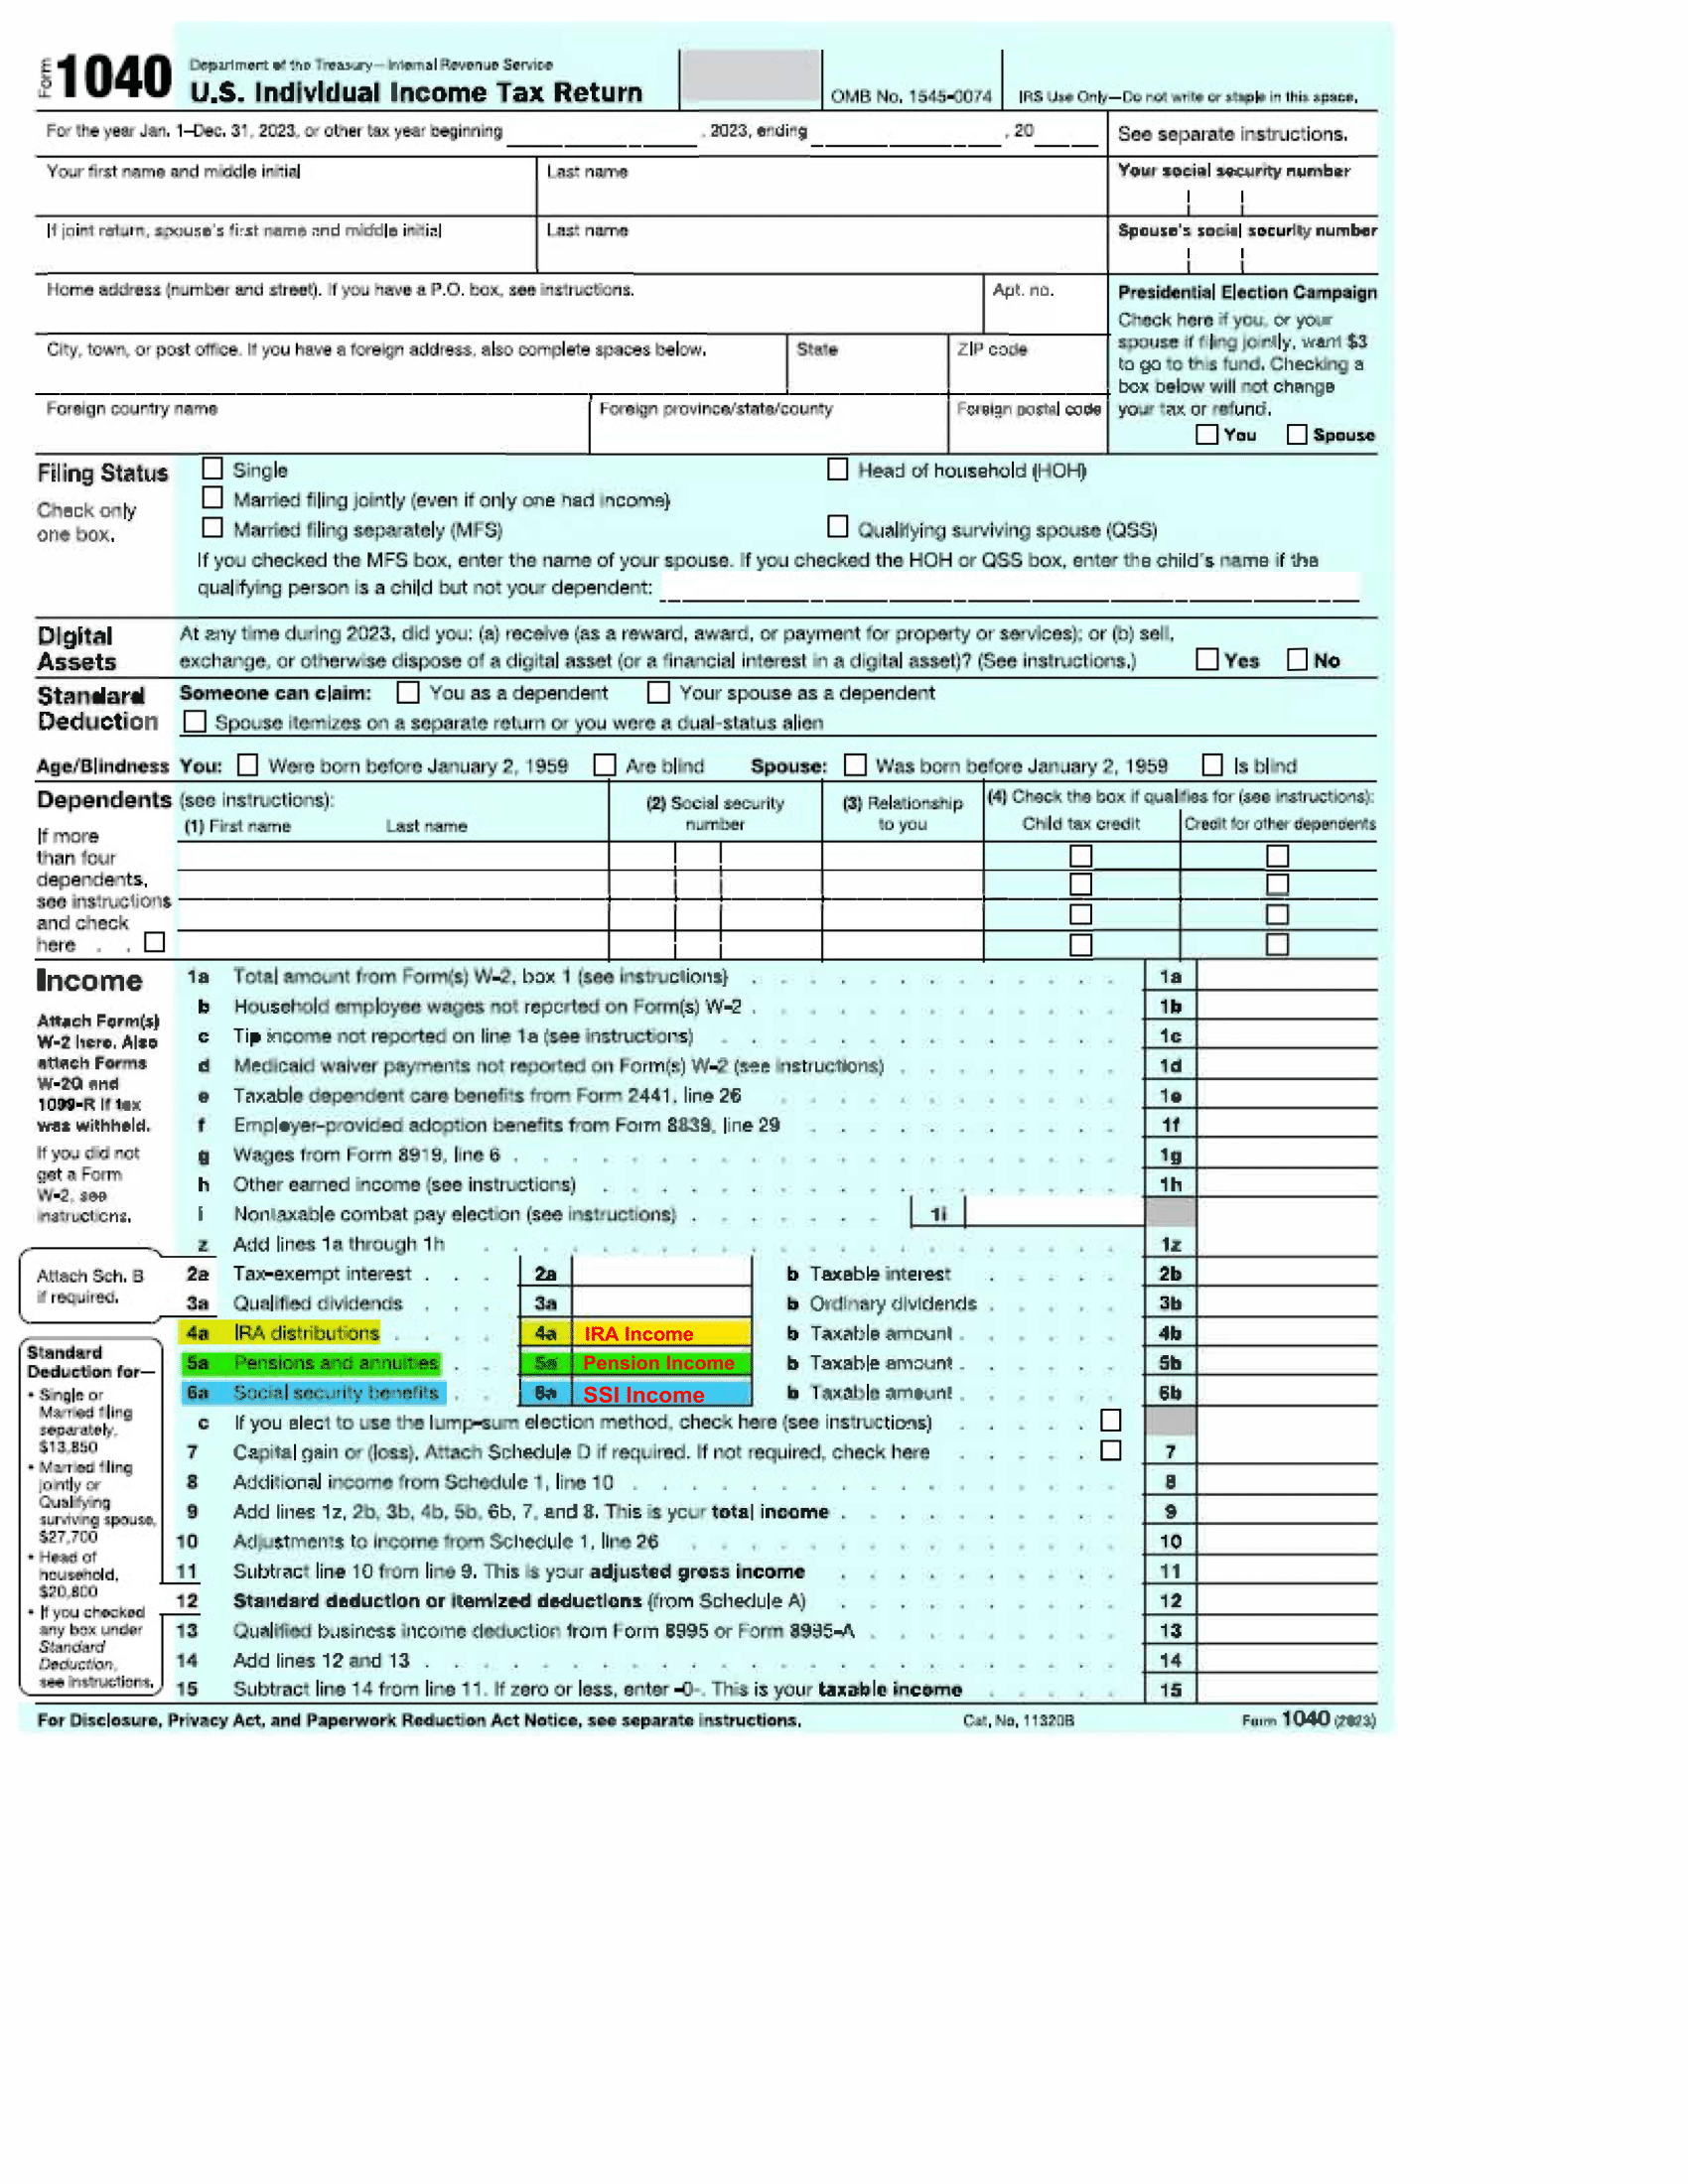 Form 1040 Department of the Treasury—Internal Revenue Service
U.S. Individual Income Tax Return
OMB No. 1545-0074
IRS Use Only—Do not write or staple in this space.
For the year Jan. 1–Dec. 31, 2023, or other tax year beginning , 2023, ending , 20
See separate instructions.
Your first name and middle initial
Last name
Your social security number
If joint return, spouse's first name and middle initial
Last name
Spouse's social security number
Home address (number and street). If you have a P.O. box, see instructions.
Apt. no.
City, town, or post office. If you have a foreign address, also complete spaces below.
State
ZIP code
Foreign country name
Foreign province/state/county
Foreign postal code
Presidential Election Campaign
Check here if you, or your
spouse if filing jointly, want $3
to go to this fund. Checking a
box below will not change
your tax or refund.
You Spouse
Filing Status
Check only
one box.
Single
Married filing jointly (even if only one had income)
Married filing separately (MFS)
Head of household (HOH)
Qualifying surviving spouse (QSS)
If you checked the MFS box, enter the name of your spouse. If you checked the HOH or QSS box, enter the child's name if the
qualifying person is a child but not your dependent:
Digital
Assets
At any time during 2023, did you: (a) receive (as a reward, award, or payment for property or services); or (b) sell,
exchange, or otherwise dispose of a digital asset (or a financial interest in a digital asset)? (See instructions.) Yes No
Standard
Deduction
Someone can claim: You as a dependent Your spouse as a dependent
Spouse itemizes on a separate return or you were a dual-status alien
Age/Blindness You: Were born before January 2, 1959 Are blind Spouse: Was born before January 2, 1959 Is blind
Dependents (see instructions):
(1) First name Last name
(2) Social security
number
(3) Relationship
to you
(4) Check the box if qualifies for (see instructions):
Child tax credit Credit for other dependents
If more
than four
dependents,
see instructions
and check
here . .
Income
Attach Form(s)
W-2 here. Also
attach Forms
W-2G and
1099-R if tax
was withheld.
If you did not
get a Form
W-2, see
instructions.
1a Total amount from Form(s) W-2, box 1 (see instructions) 1a
b Household employee wages not reported on Form(s) W-2 1b
c Tip income not reported on line 1a (see instructions) 1c
d Medicaid waiver payments not reported on Form(s) W-2 (see instructions) 1d
e Taxable dependent care benefits from Form 2441, line 26 1e
f Employer-provided adoption benefits from Form 8839, line 29 1f
g Wages from Form 8919, line 6 1g
h Other earned income (see instructions) 1h
i Nontaxable combat pay election (see instructions) 1i
z Add lines 1a through 1h 1z
Attach Sch. B
if required.
2a Tax-exempt interest 2a b Taxable interest 2b
3a Qualified dividends 3a b Ordinary dividends 3b
4a IRA distributions 4a IRA Income b Taxable amount 4b
5a Pensions and annuities 5a Pension Income b Taxable amount 5b
6a Social security benefits 6a SSI Income b Taxable amount 6b
c If you elect to use the lump-sum election method, check here (see instructions)
7 Capital gain or (loss). Attach Schedule D if required. If not required, check here 7
8 Additional income from Schedule 1, line 10 8
9 Add lines 1z, 2b, 3b, 4b, 5b, 6b, 7, and 8. This is your total income 9
10 Adjustments to income from Schedule 1, line 26 10
11 Subtract line 10 from line 9. This is your adjusted gross income 11
12 Standard deduction or itemized deductions (from Schedule A) 12
13 Qualified business income deduction from Form 8995 or Form 8995-A 13
14 Add lines 12 and 13 14
15 Subtract line 14 from line 11. If zero or less, enter -0-. This is your taxable income 15
Standard
Deduction for—
• Single or
Married filing
separately,
$13,850
• Married filing
jointly or
Qualifying
surviving spouse,
$27,700
• Head of
household,
$20,800
• If you checked
any box under
Standard
Deduction,
see instructions.
For Disclosure, Privacy Act, and Paperwork Reduction Act Notice, see separate instructions.
Cat. No. 11320B
Form 1040 (2023)